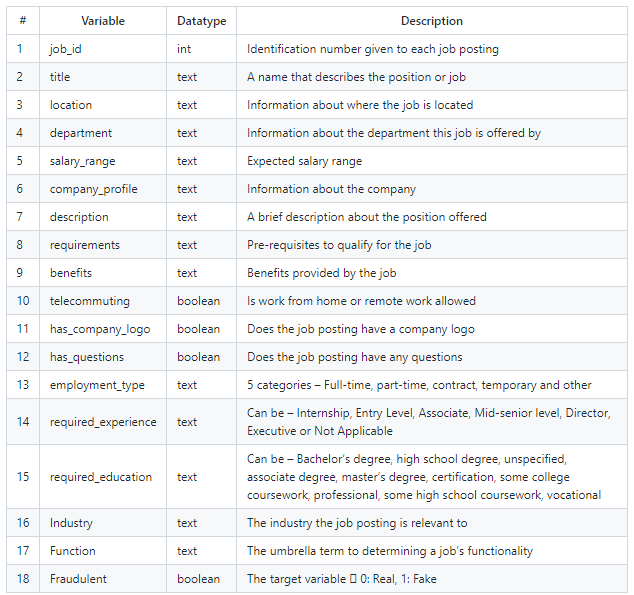 # Variable Datatype Description
1 job_id int Identification number given to each job posting
2 title text A name that describes the position or job
3 location text Information about where the job is located
4 department text Information about the department this job is offered by
5 salary_range text Expected salary range
6 company_profile text Information about the company
7 description text A brief description about the position offered
8 requirements text Pre-requisites to qualify for the job
9 benefits text Benefits provided by the job
10 telecommuting boolean Is work from home or remote work allowed
11 has_company_logo boolean Does the job posting have a company logo
12 has_questions boolean Does the job posting have any questions
13 employment_type text 5 categories – Full-time, part-time, contract, temporary and other
14 required_experience text Can be – Internship, Entry Level, Associate, Mid-senior level, Director,
Executive or Not Applicable
15 required_education text Can be – Bachelor's degree, high school degree, unspecified,
associate degree, master's degree, certification, some college
coursework, professional, some high school coursework, vocational
16 Industry text The industry the job posting is relevant to
17 Function text The umbrella term to determining a job's functionality
18 Fraudulent boolean The target variable  0: Real, 1: Fake